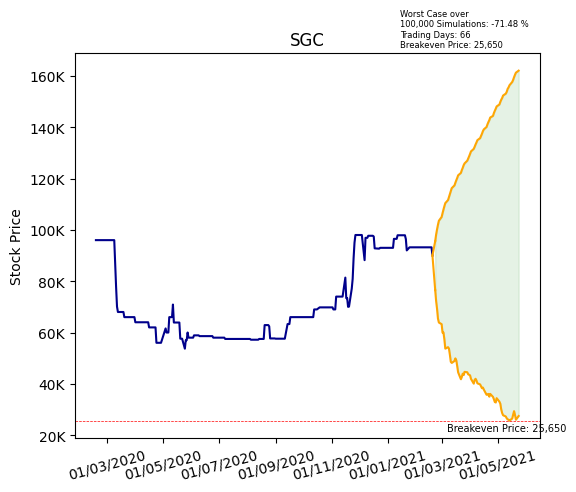 Worst Case over
100,000 Simulations: -71.48 %
Trading Days: 66
Breakeven Price: 25,650
SGC
160K
140K
120K
100K
80K
60K
40K
20K
Stock Price
Breakeven Price: 25,650
01/03/2020
01/05/2020
01/07/2020
01/09/2020
01/11/2020
01/01/2021
01/03/2021
01/05/2021